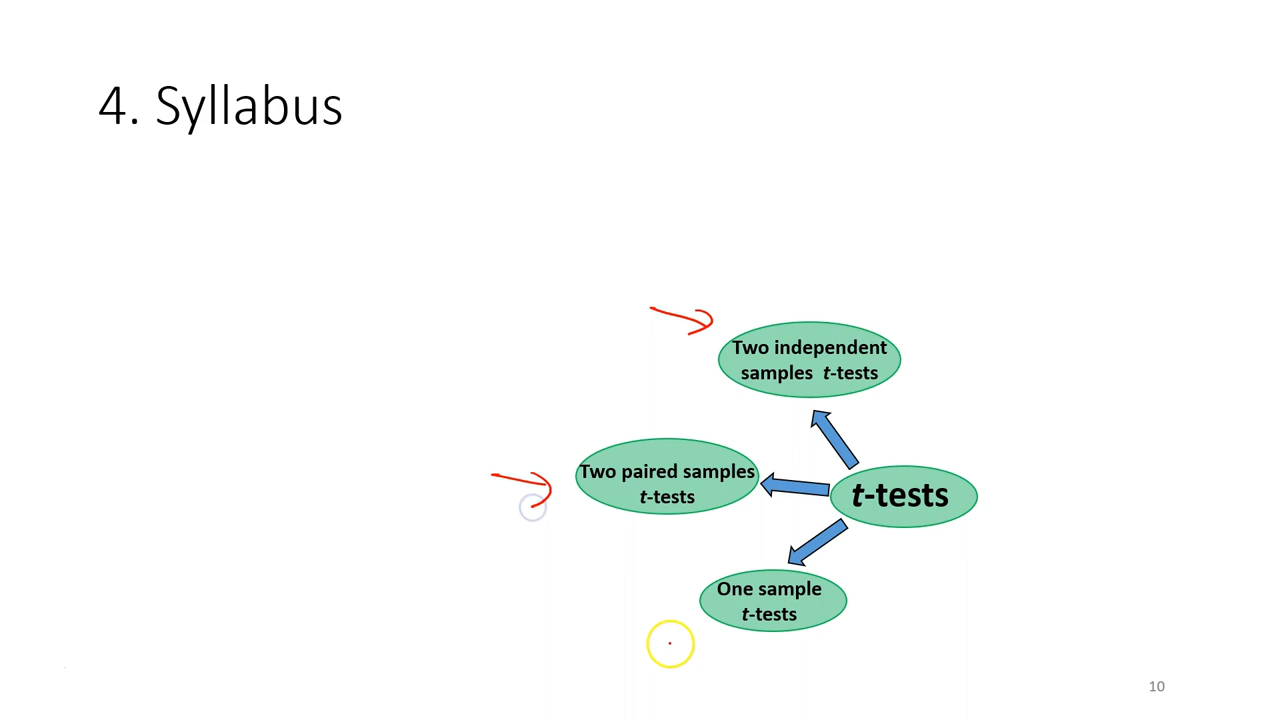 4. Syllabus
Two independent
samples t-tests
Two paired samples
t-tests
t-tests
One sample
t-tests
10